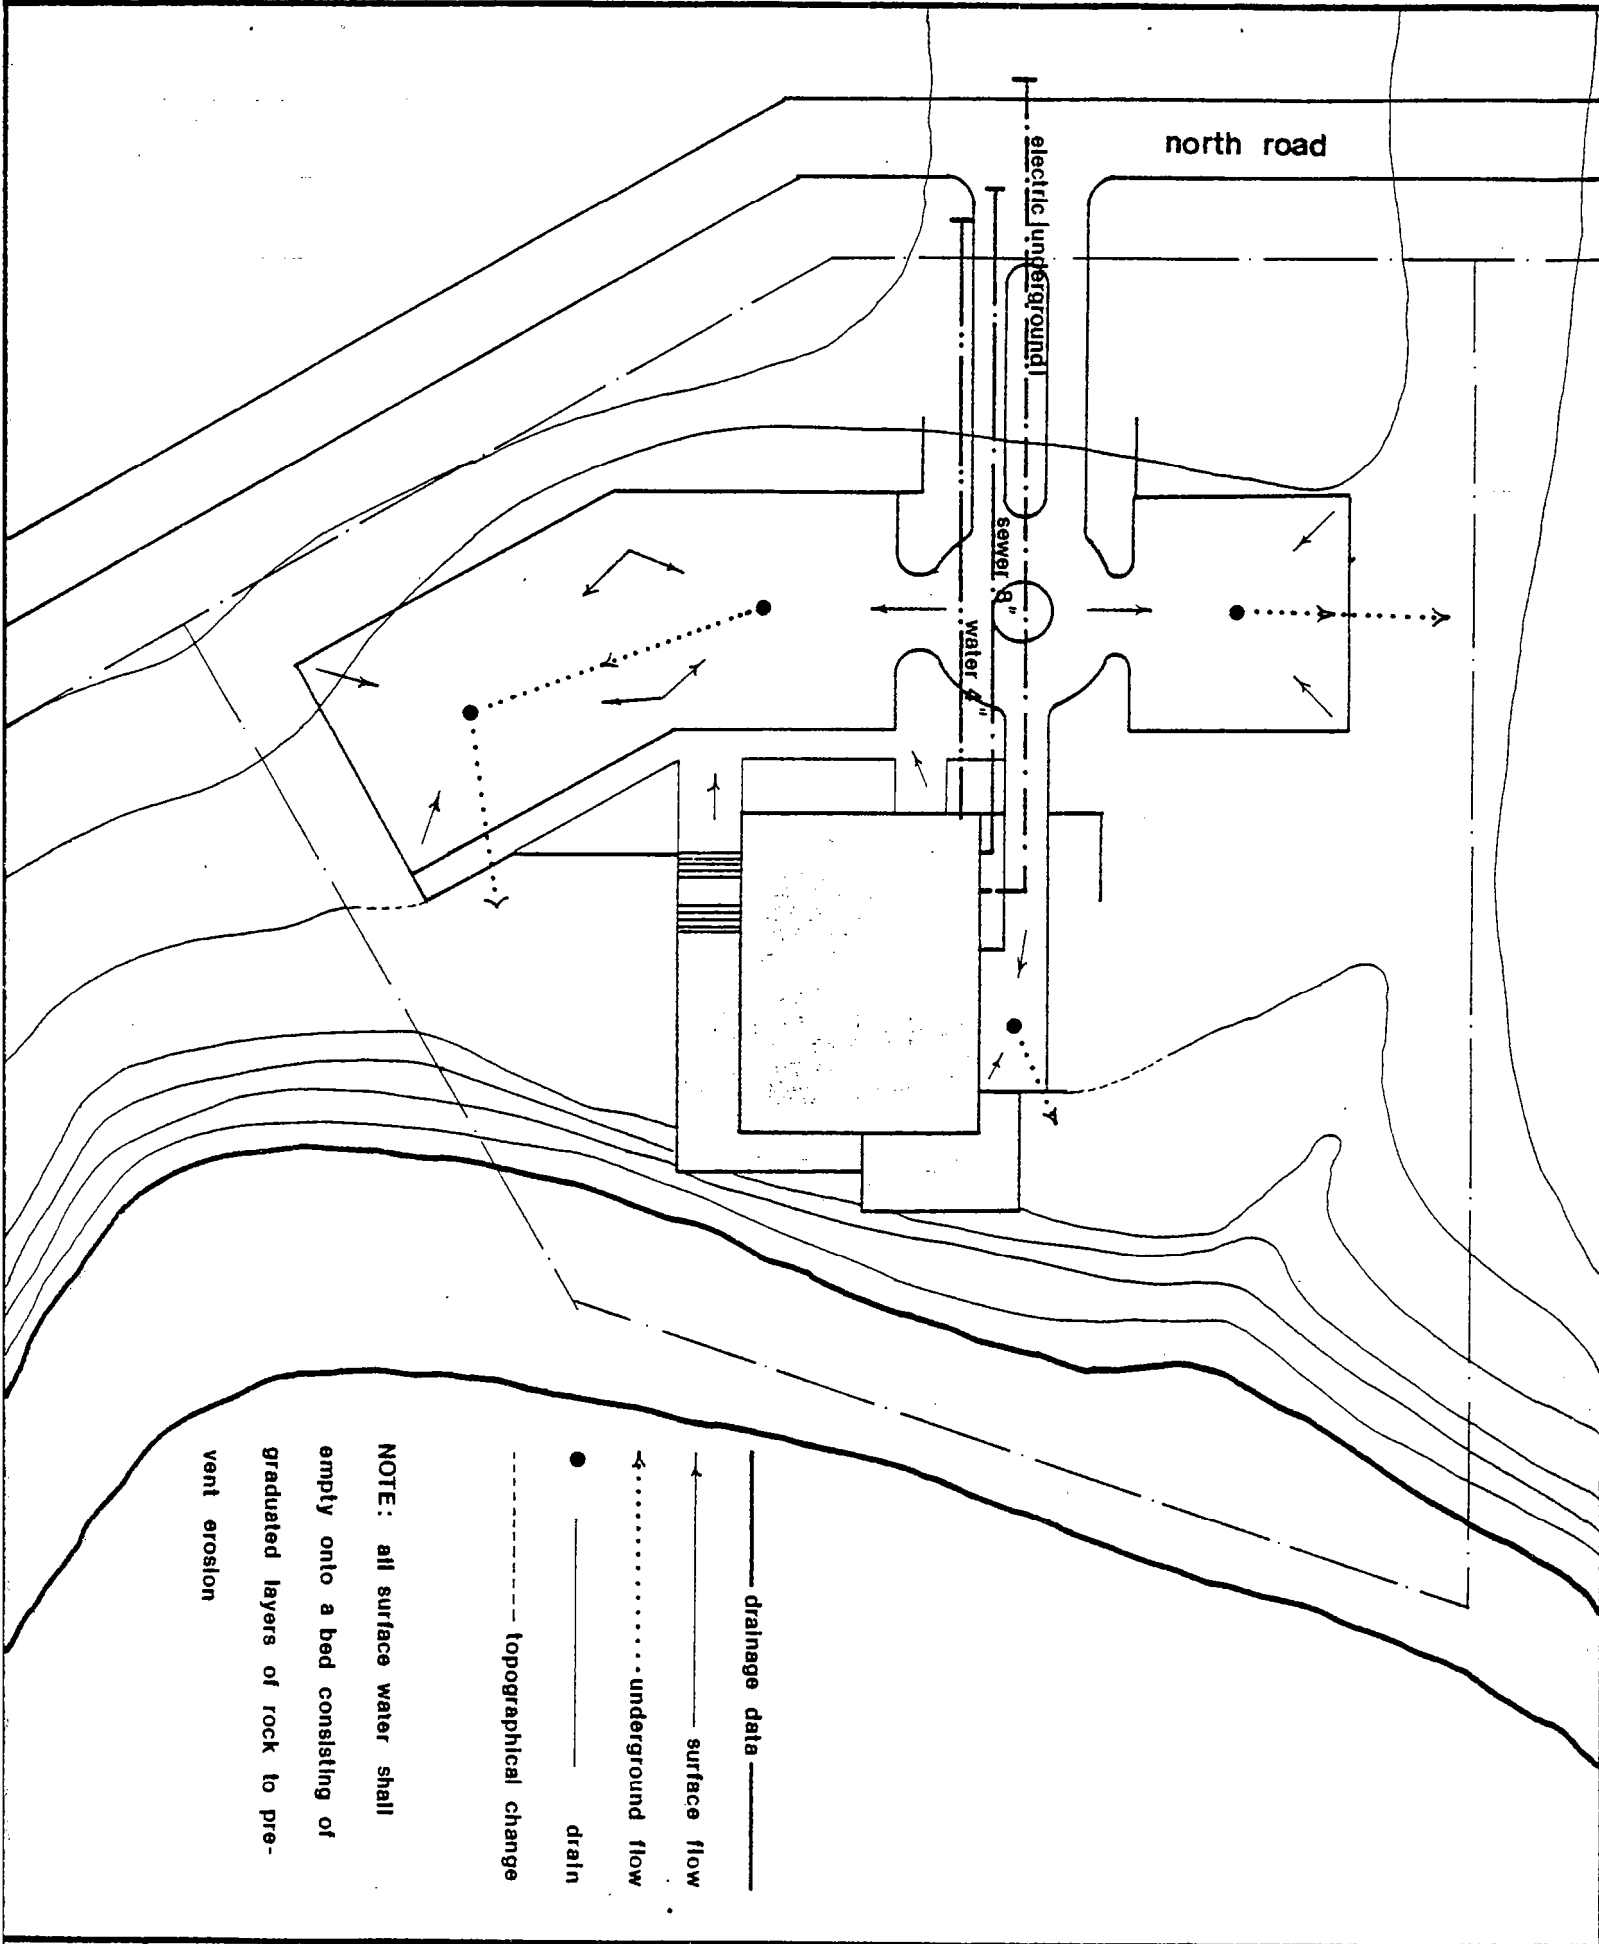 north road
electric underground
sewer 8"
water 4"
drainage data
surface flow
underground flow
drain
topographical change
NOTE: all surface water shall
empty onto a bed consisting of
graduated layers of rock to pre-
vent erosion